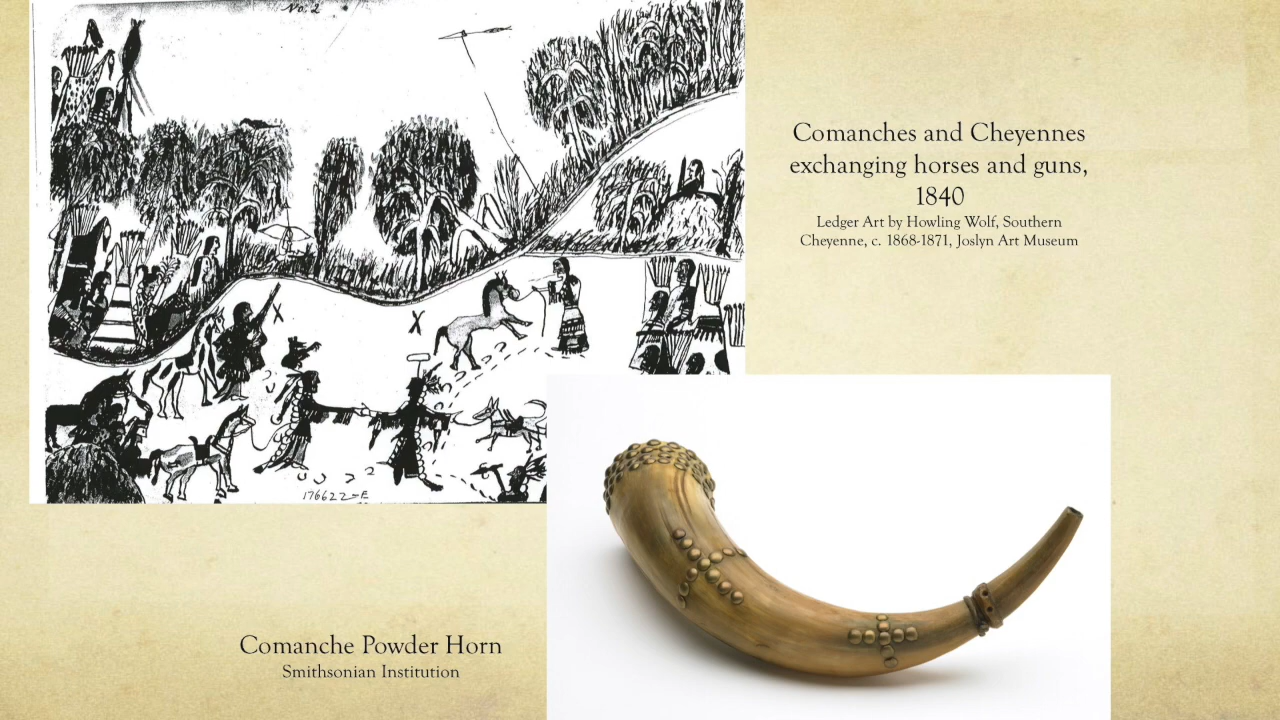 No. 2
Comanches and Cheyennes
exchanging horses and guns,
1840
Ledger Art by Howling Wolf, Southern
Cheyenne, c. 1868-1871, Joslyn Art Museum
176622-E
Comanche Powder Horn
Smithsonian Institution